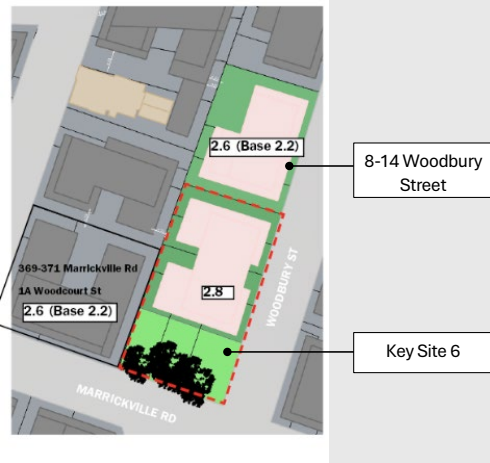 2.6 (Base 2.2)
8-14 Woodbury
Street
369-371 Marrickville Rd
1A Woodcourt St
2.6 (Base 2.2)
2.8
WOODBURY ST
Key Site 6
MARRICKVILLE RD